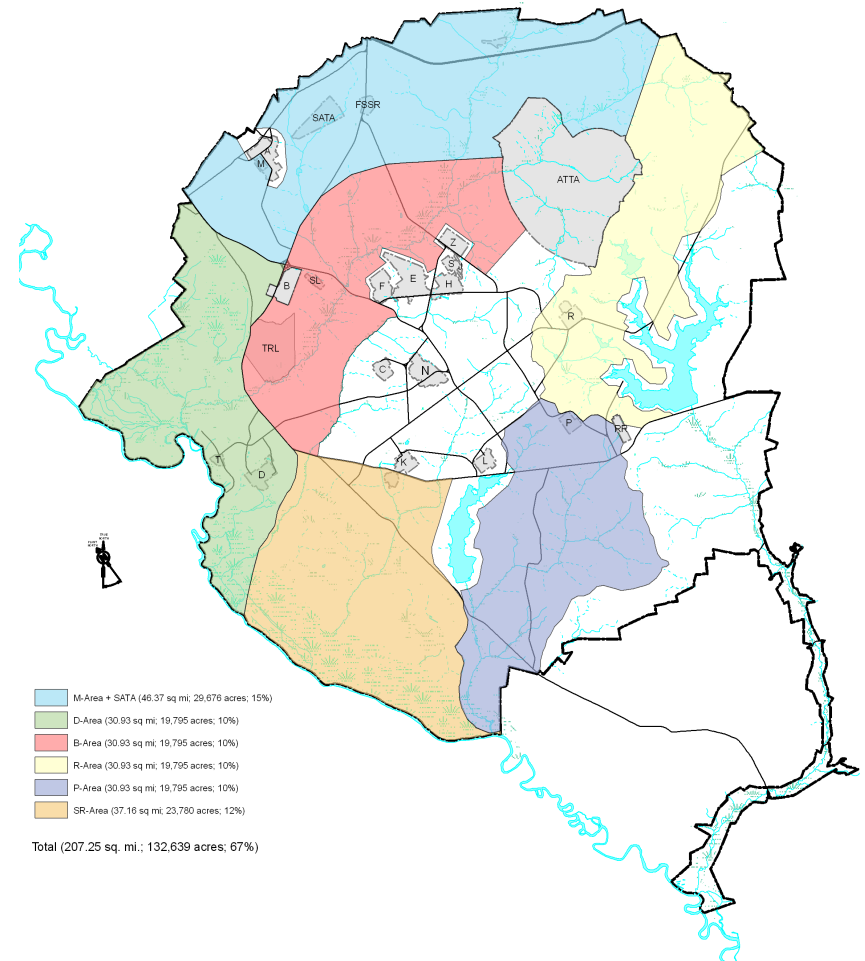 FSSR
SATA
A
M
ATTA
Z
S
E
F
H
B
SL
R
TRL
C
N
P
RR
T
D
K
L
M-Area + SATA (46.37 sq mi; 29,676 acres; 15%)
D-Area (30.93 sq mi; 19,795 acres; 10%)
B-Area (30.93 sq mi; 19,795 acres; 10%)
R-Area (30.93 sq mi; 19,795 acres; 10%)
P-Area (30.93 sq mi; 19,795 acres; 10%)
SR-Area (37.16 sq mi; 23,780 acres; 12%)
Total (207.25 sq. mi.; 132,639 acres; 67%)